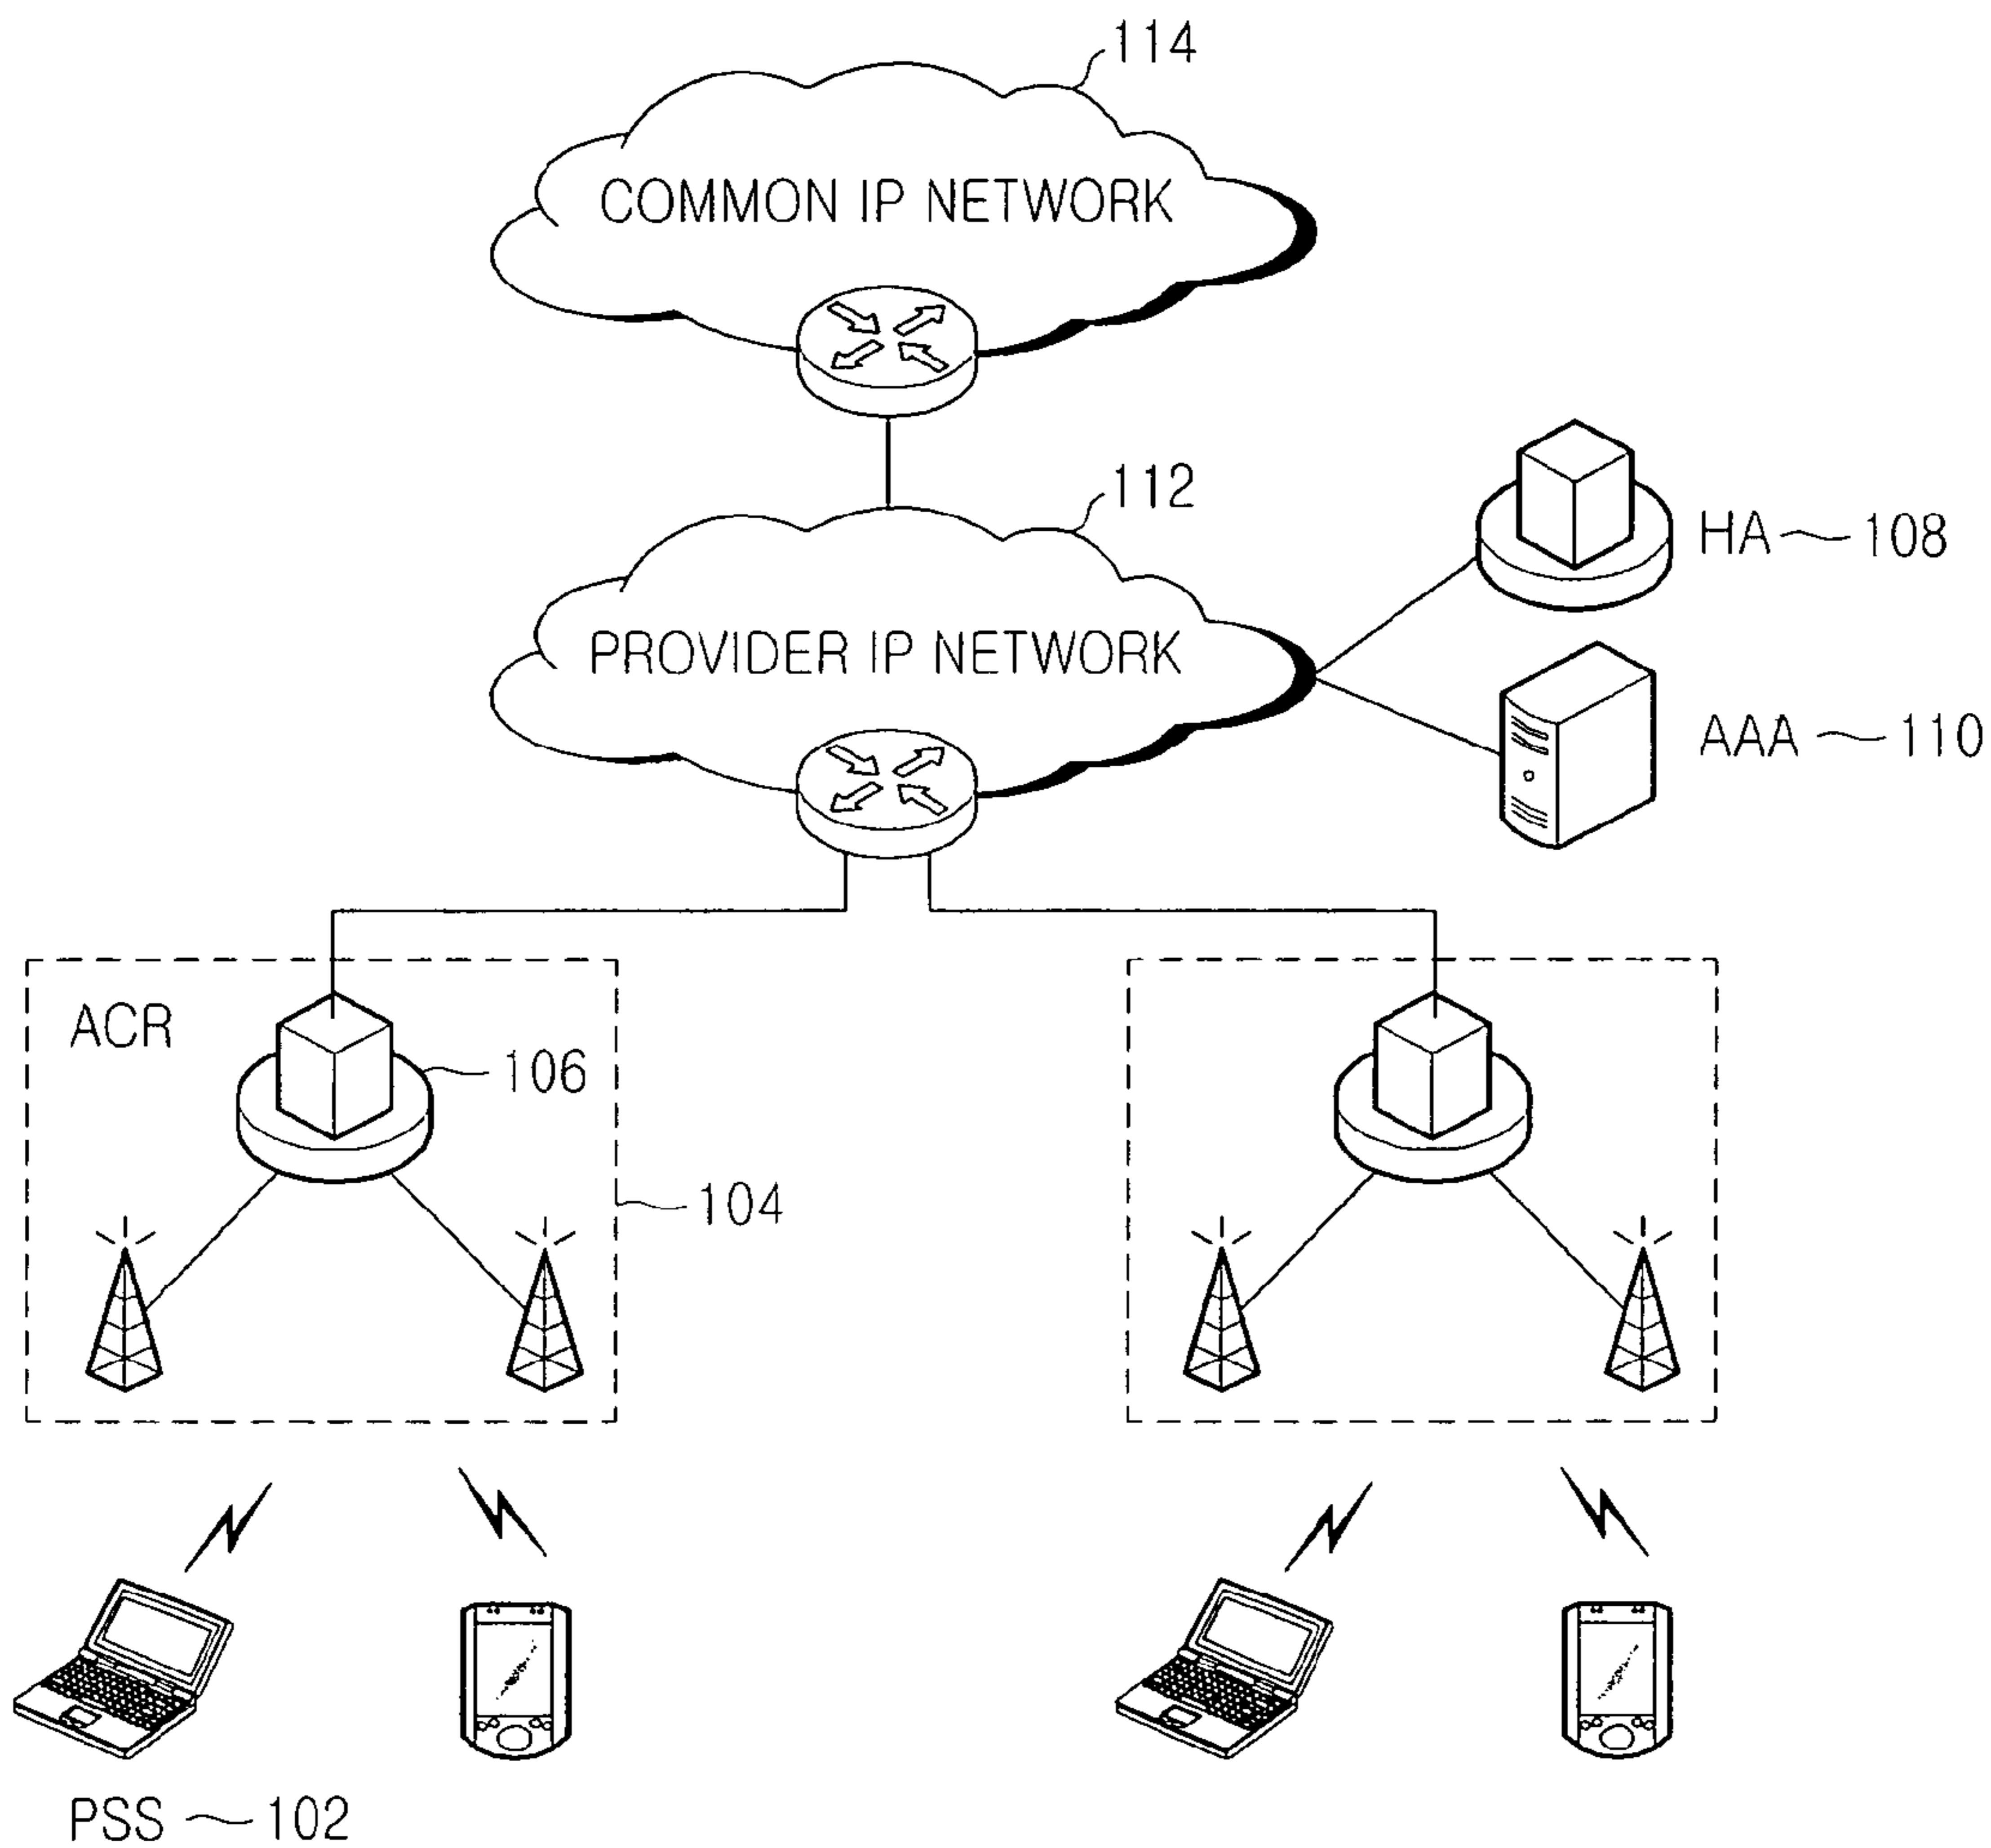 114
COMMON IP NETWORK
112
HA 108
PROVIDER IP NETWORK
AAA 110
ACR
106
104
PSS 102